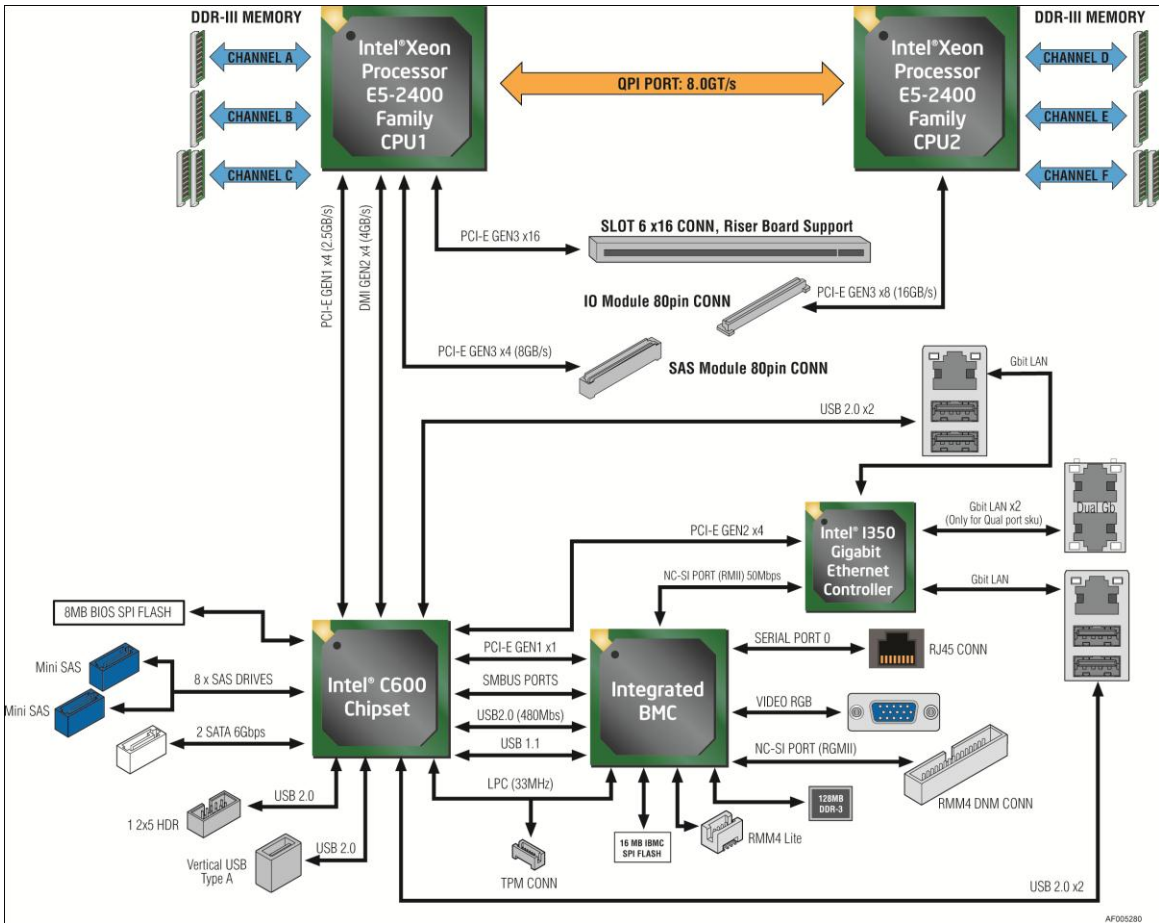 DDR-III MEMORY
DDR-III MEMORY
CHANNEL A
CHANNEL B
CHANNEL C
Intel®Xeon
Processor
E5-2400
Family
CPU1
QPI PORT: 8.0GT/s
Intel®Xeon
Processor
E5-2400
Family
CPU2
CHANNEL D
CHANNEL E
CHANNEL F
PCI-E GEN1 x4 (2.5GB/s)
DMI GEN2 x4 (4GB/s)
SLOT 6 x16 CONN, Riser Board Support
PCI-E GEN3 x16
IO Module 80pin CONN
PCI-E GEN3 x8 (16GB/s)
PCI-E GEN3 x4 (8GB/s)
SAS Module 80pin CONN
Gbit LAN
USB 2.0 x2
Gbit LAN x2
(Only for Qual port sku)
Dual Gb
PCI-E GEN2 x4
Intel® I350
Gigabit
Ethernet
Controller
NC-SI PORT (RMII) 50Mbps
Gbit LAN
8MB BIOS SPI FLASH
Mini SAS
Mini SAS
8 x SAS DRIVES
2 SATA 6Gbps
Intel® C600
Chipset
PCI-E GEN1 x1
SMBUS PORTS
USB2.0 (480Mbs)
USB 1.1
LPC (33MHz)
Integrated
BMC
SERIAL PORT 0
RJ45 CONN
VIDEO RGB
NC-SI PORT (RGMII)
RMM4 DNM CONN
USB 2.0
1 2x5 HDR
USB 2.0
Vertical USB
Type A
TPM CONN
16 MB IBMC
SPI FLASH
RMM4 Lite
128MB
DDR-3
USB 2.0 x2
AF005280